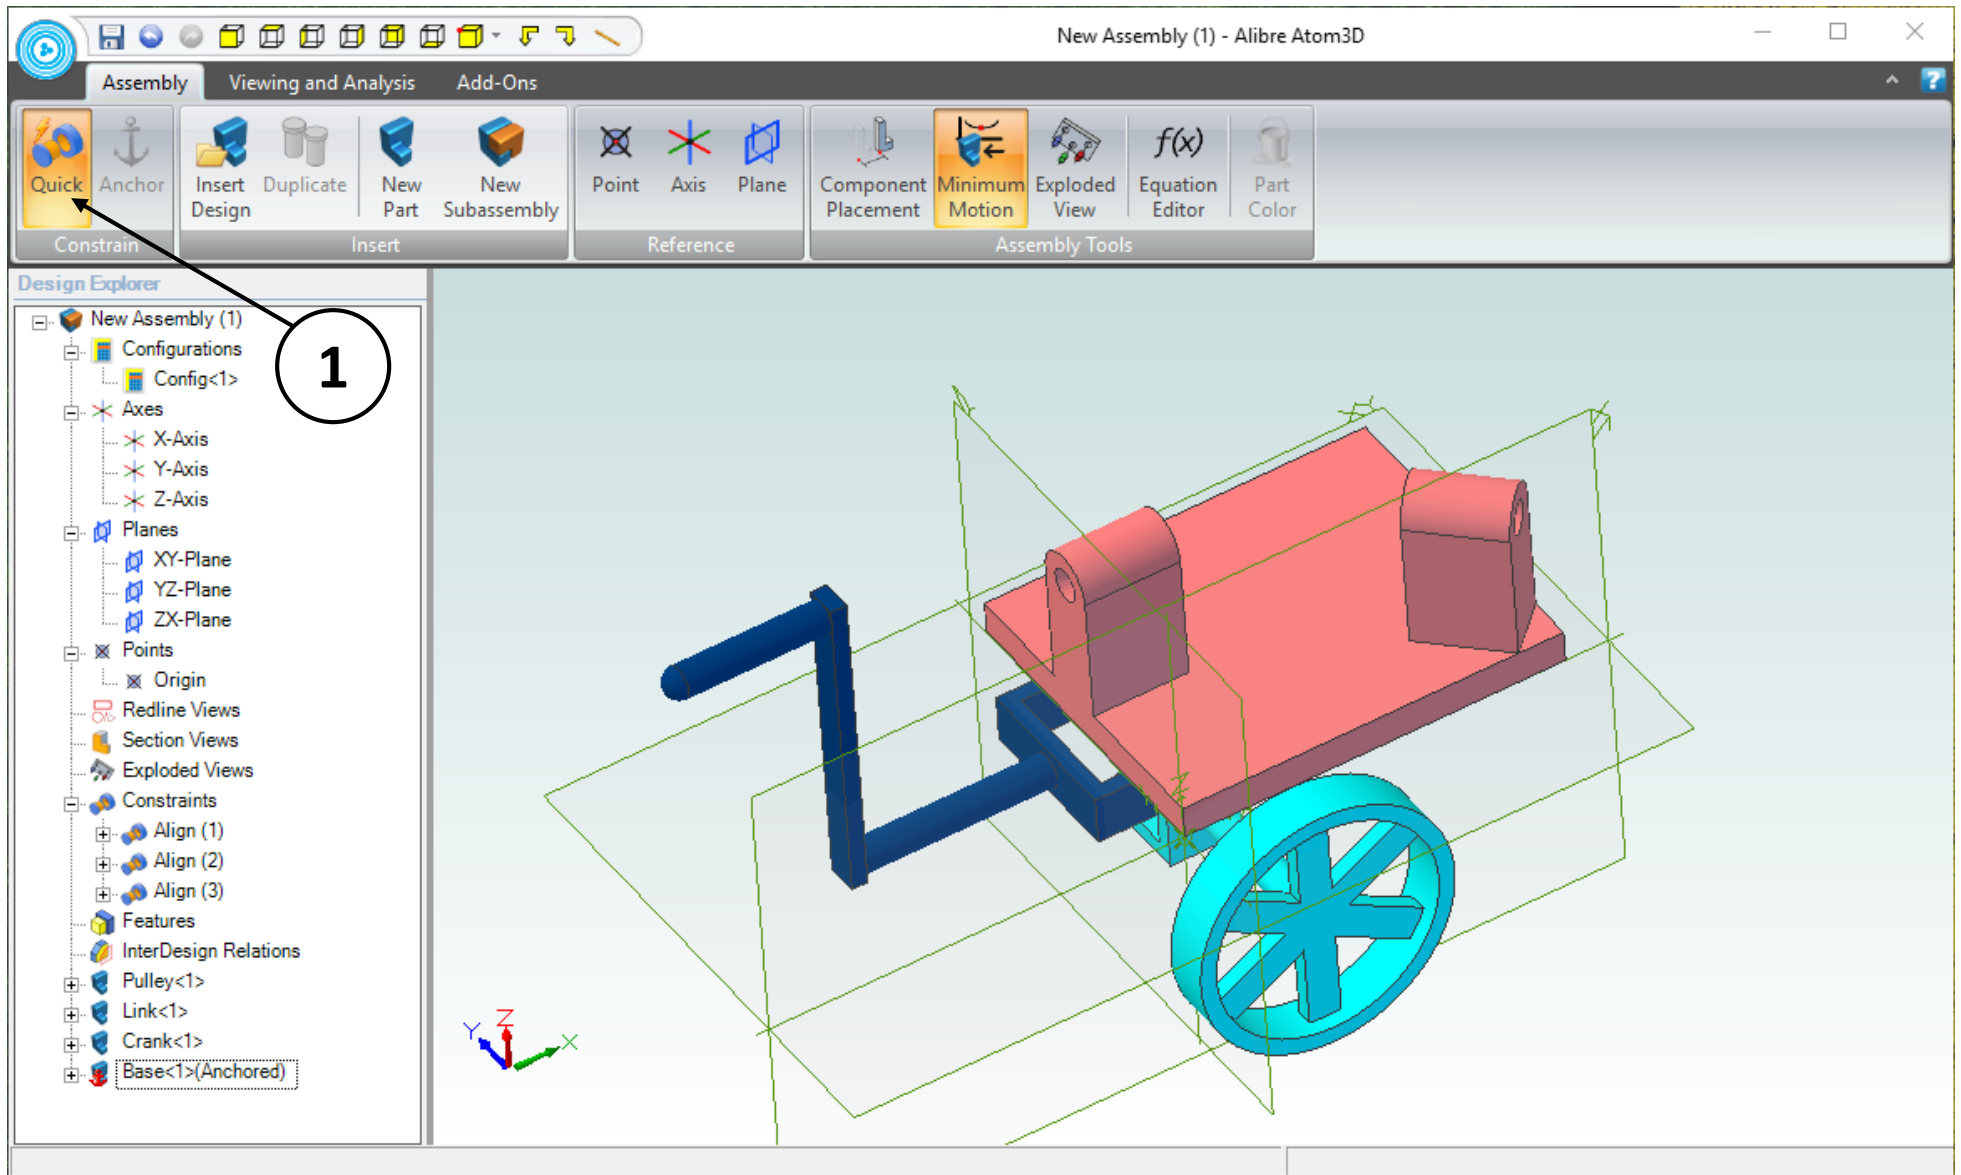 New Assembly (1) - Alibre Atom3D
Assembly Viewing and Analysis Add-Ons
?
Quick Anchor Insert Design Duplicate New Part New Subassembly Point Axis Plane Component Placement Minimum Motion f(x) Exploded View Equation Editor Part Color
Constrain Insert Reference Assembly Tools
Design Explorer
New Assembly (1)
Configurations
1
Config<1>
Axes
X-Axis
Y-Axis
Z-Axis
Planes
XY-Plane
YZ-Plane
ZX-Plane
Points
Origin
Redline Views
Section Views
Exploded Views
Constraints
Align (1)
Align (2)
Align (3)
Features
InterDesign Relations
Pulley<1>
Link<1>
Crank<1>
Base<1>(Anchored)
Y Z X